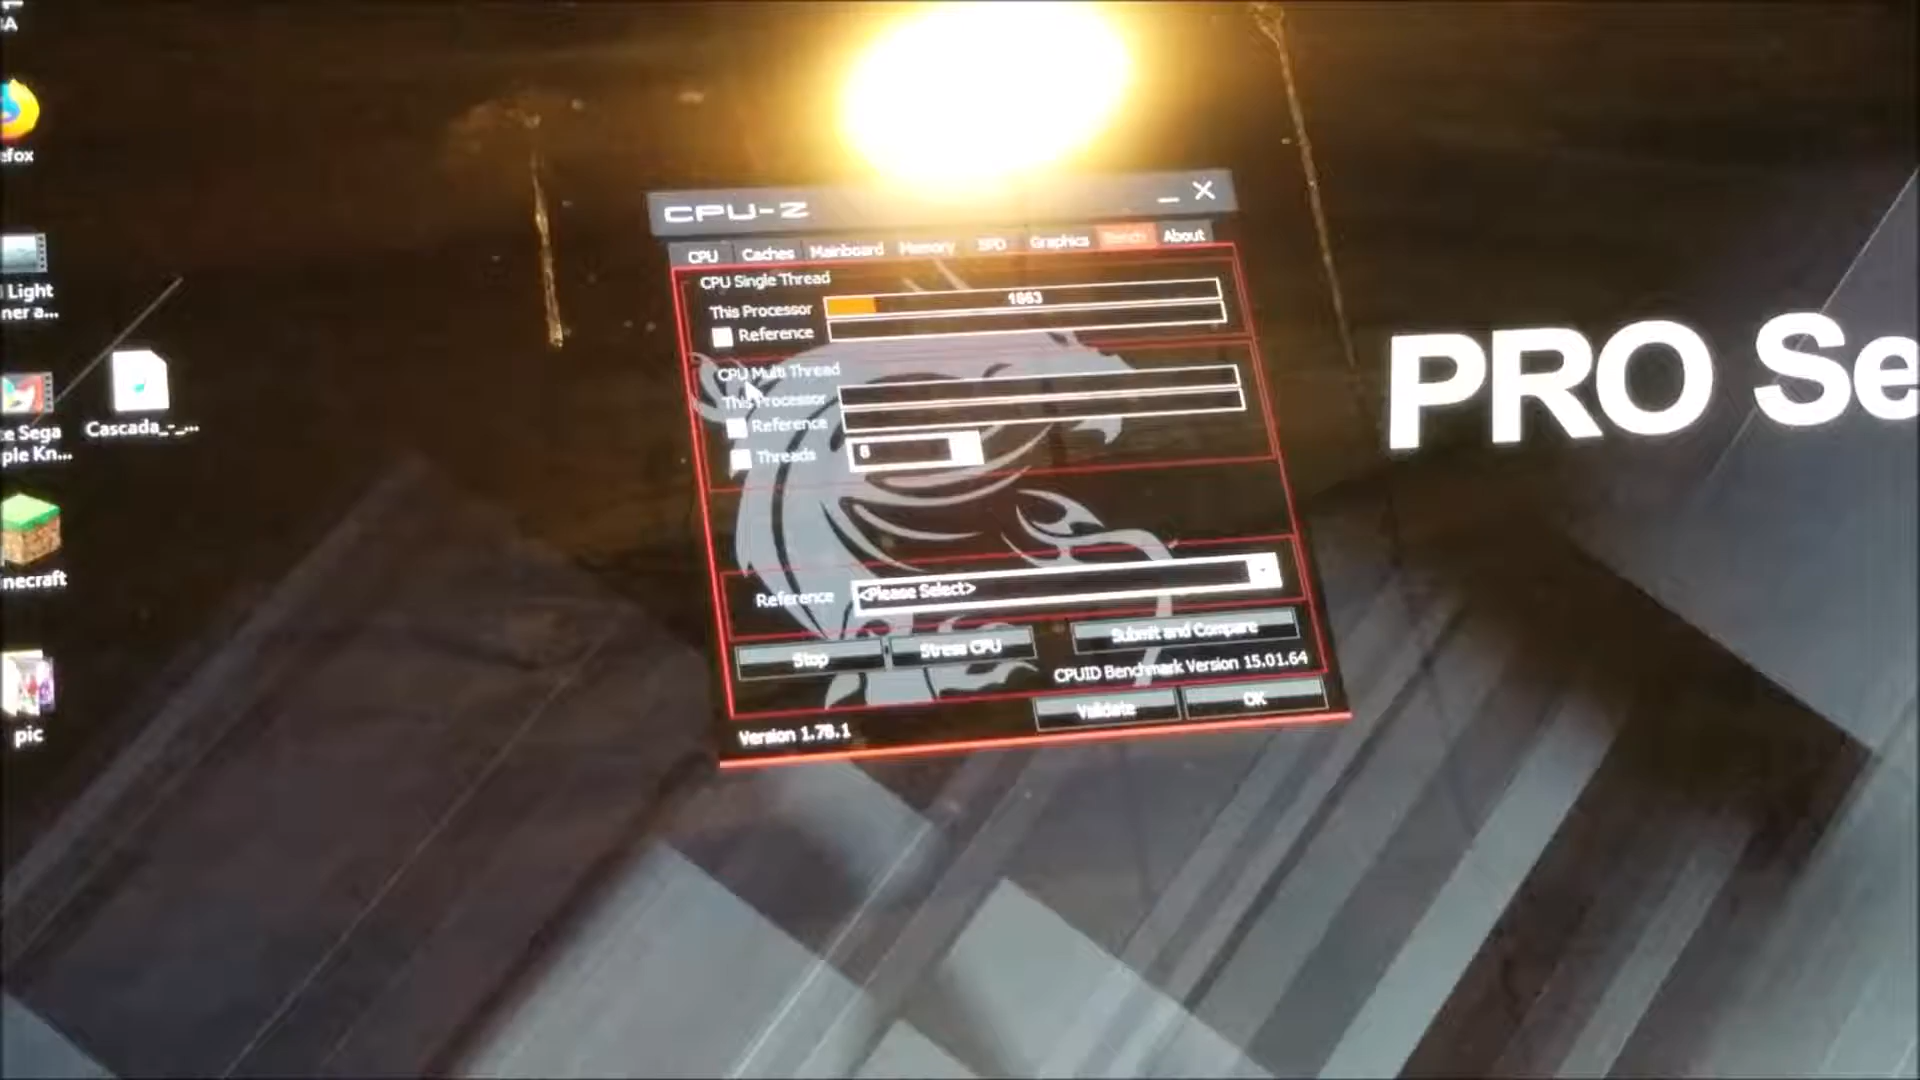 CPU-Z
CPU Caches Mainboard Memory SPD Graphics Bench About
CPU Single Thread
This Processor 1863
Reference
CPU Multi Thread
This Processor
Reference
Threads 8
Reference <Please Select>
Stop Stress CPU Submit and Compare
CPUID Benchmark Version 15.01.64
Validate OK
Version 1.78.1
PRO Se
efox
Light
ner a...
e Sega
ple Kn...
Cascada_-_...
necraft
pic